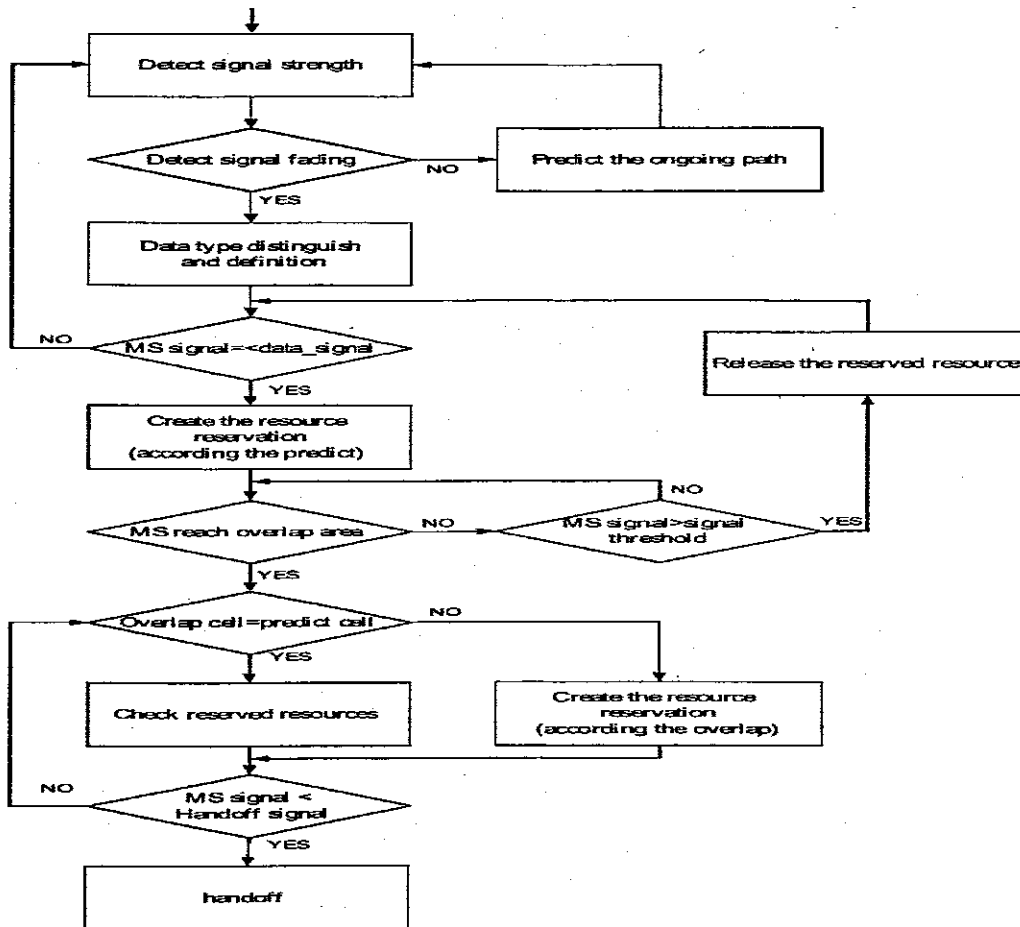 Detect signal strength
Detect signal fading
NO
Predict the ongoing path
YES
Data type distinguish
and definition
NO
MS signal=<data_signal
Release the reserved resource
YES
Create the resource
reservation
(according the predict)
NO
MS reach overlap area
NO
MS signal>signal
threshold
YES
YES
Overlap cell=predict cell
NO
YES
Check reserved resources
Create the resource
reservation
(according the overlap)
NO
MS signal <
Handoff signal
YES
handoff